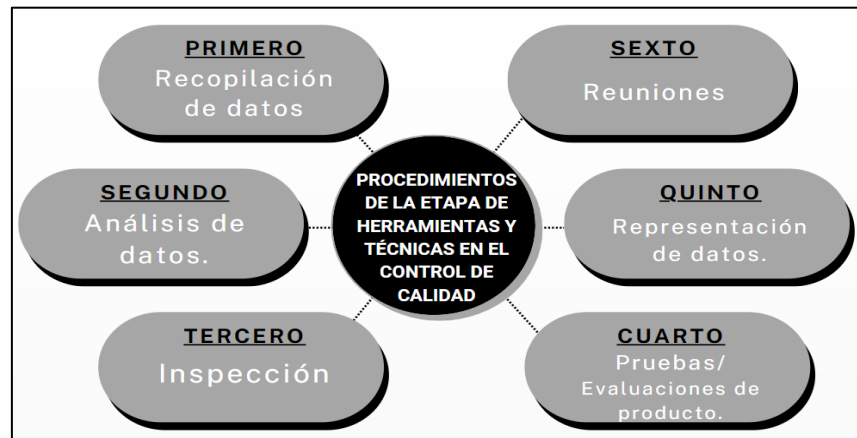 PRIMERO
Recopilación
de datos
SEGUNDO
Análisis de
datos.
TERCERO
Inspección
PROCEDIMIENTOS
DE LA ETAPA DE
HERRAMIENTAS Y
TÉCNICAS EN EL
CONTROL DE
CALIDAD
SEXTO
Reuniones
QUINTO
Representación
de datos.
CUARTO
Pruebas/
Evaluaciones de
producto.